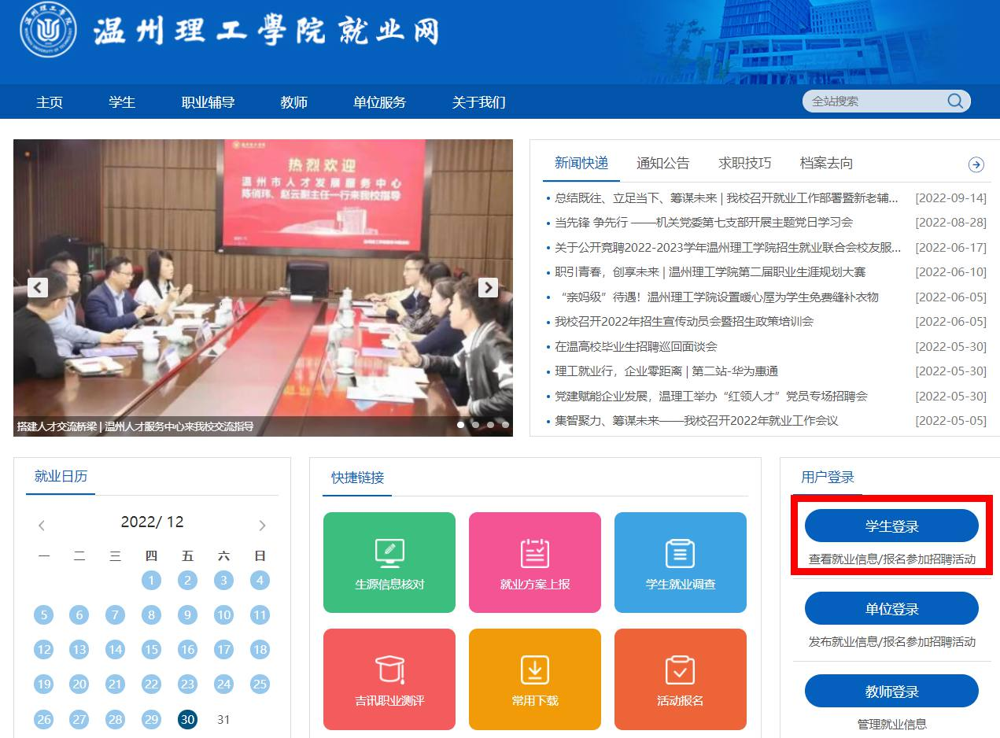 温州理工學院就业网
主页 学生 职业辅导 教师 单位服务 关于我们 全站搜索
热烈欢迎
温州市人才发展服务中心
陈俏玮、赵云副主任一行来我校指导
搭建人才交流桥梁 | 温州人才服务中心来我校交流指导
新闻快递 通知公告 求职技巧 档案去向
总结既往、立足当下、筹谋未来 | 我校召开就业工作部署暨新老辅... [2022-09-14]
当先锋 争先行 ——机关党委第七支部开展主题党日学习会 [2022-08-28]
关于公开竞聘2022-2023学年温州理工学院招生就业联合会校友服... [2022-06-17]
职引青春，创享未来 | 温州理工学院第二届职业生涯规划大赛 [2022-06-10]
“亲妈级”待遇！温州理工学院设置暖心屋为学生免费缝补衣物 [2022-06-05]
我校召开2022年招生宣传动员会暨招生政策培训会 [2022-06-05]
在温高校毕业生招聘巡回面谈会 [2022-05-30]
理工就业行，企业零距离 | 第二站-华为惠通 [2022-05-30]
党建赋能企业发展，温理工举办“红领人才”党员专场招聘会 [2022-05-30]
集智聚力、筹谋未来——我校召开2022年就业工作会议 [2022-05-05]
就业日历
2022/ 12
一 二 三 四 五 六 日
1 2 3 4
5 6 7 8 9 10 11
12 13 14 15 16 17 18
19 20 21 22 23 24 25
26 27 28 29 30 31
快捷链接
生源信息核对 就业方案上报 学生就业调查
吉讯职业测评 常用下载 活动报名
用户登录
学生登录
查看就业信息/报名参加招聘活动
单位登录
发布就业信息/报名参加招聘活动
教师登录
管理就业信息